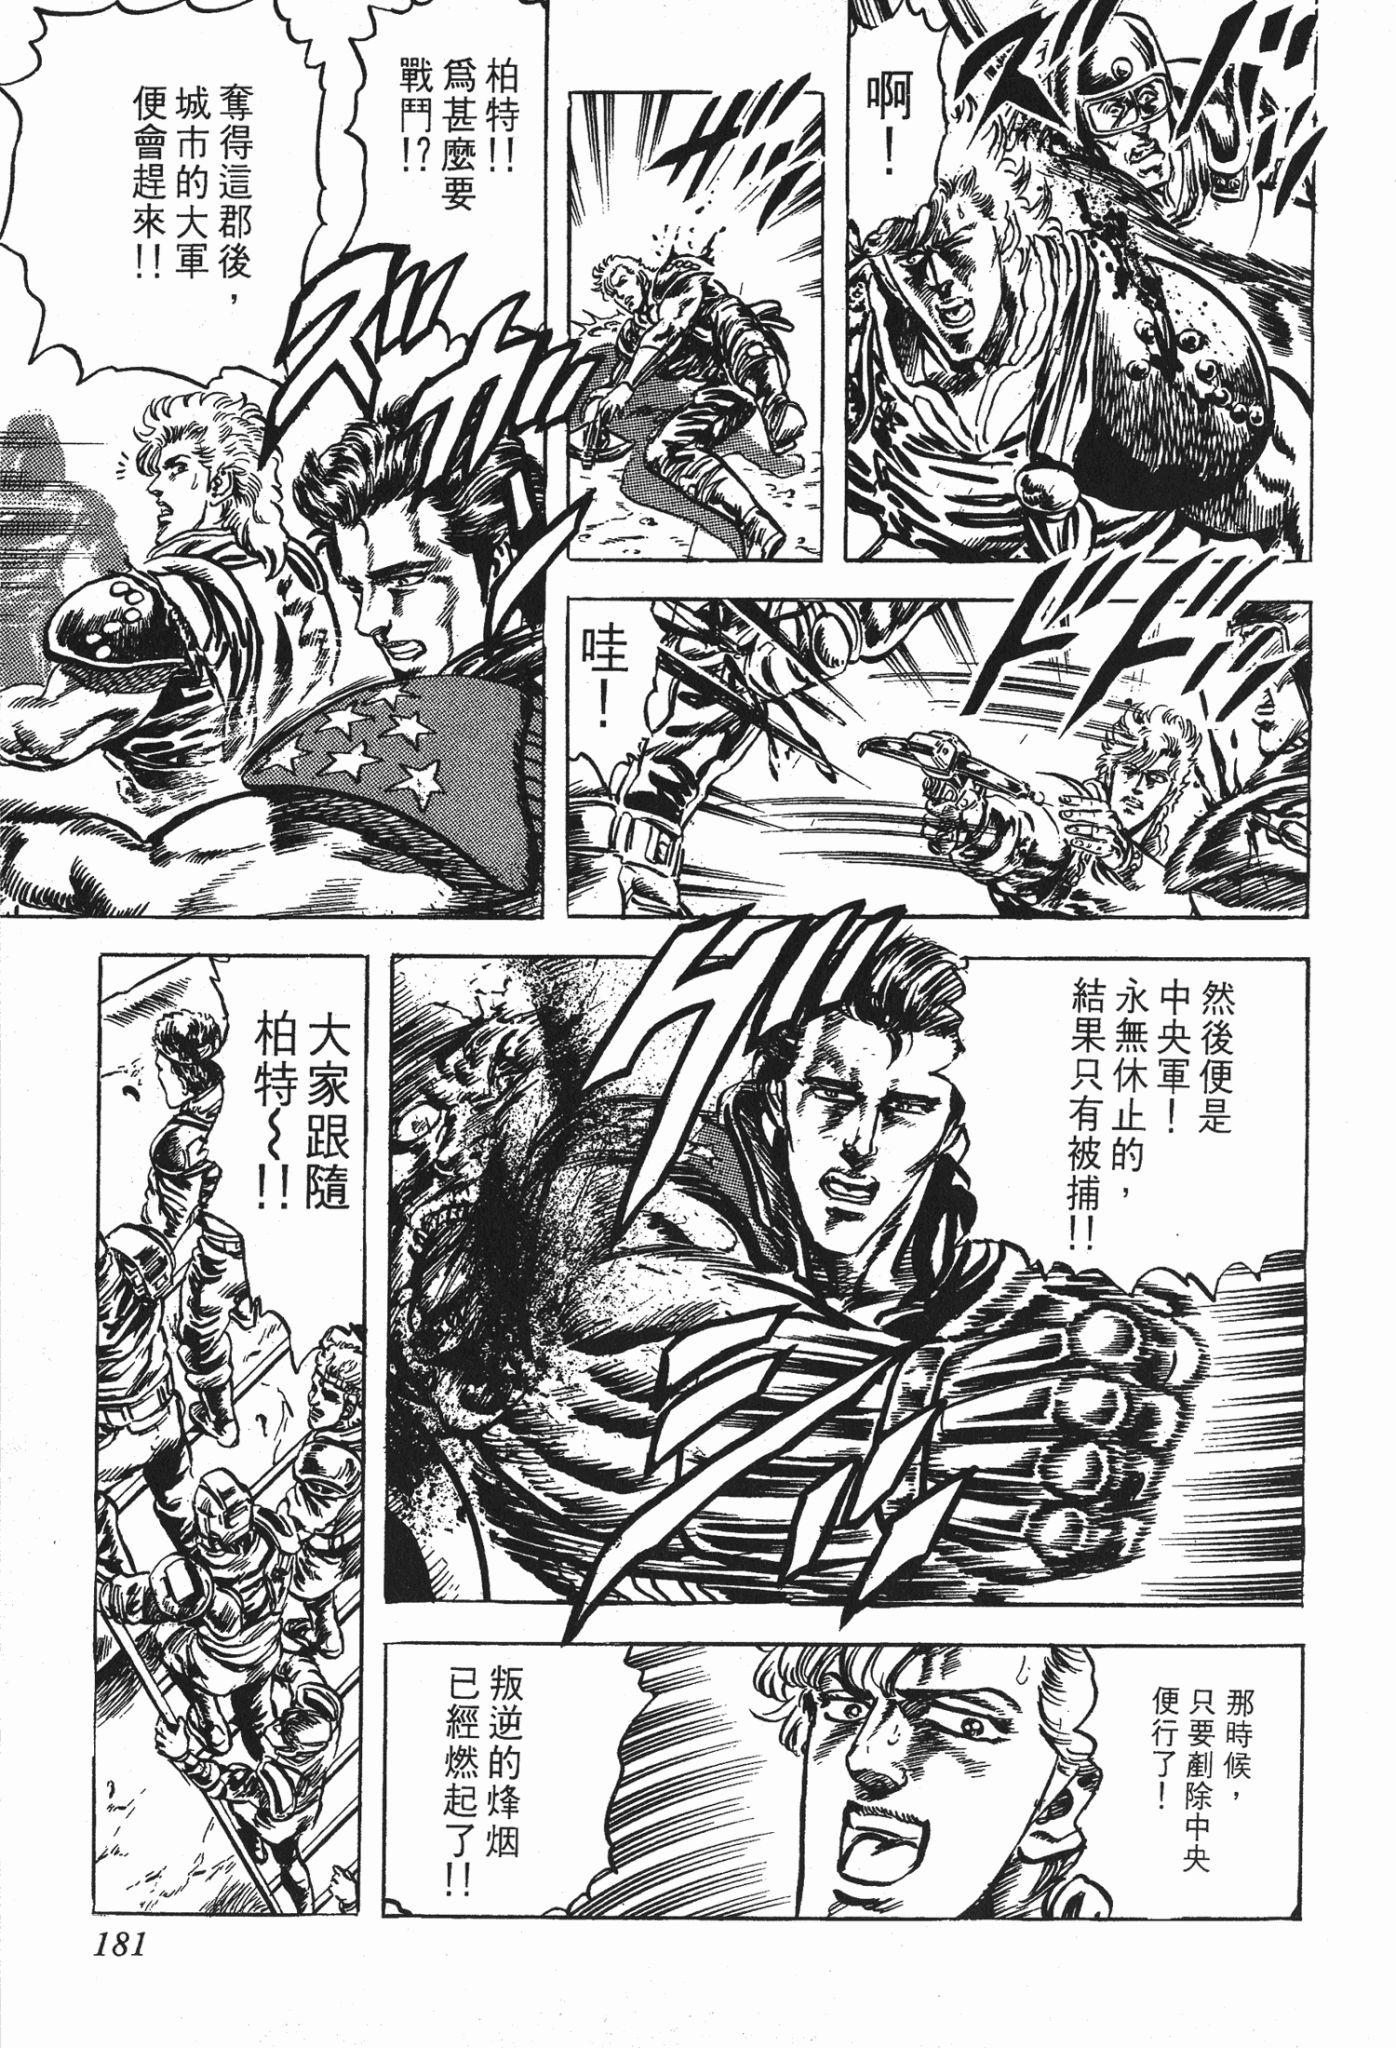 啊！
柏特!!
爲甚麼要
戰鬥!?
奪得這郡後，
城市的大軍
便會趕來!!
哇！
然後便是
中央軍！
永無休止的，
結果只有被捕!!
大家跟隨
柏特～!!
那時候，
只要剷除中央
便行了！
叛逆的烽烟
已經燃起了!!
181